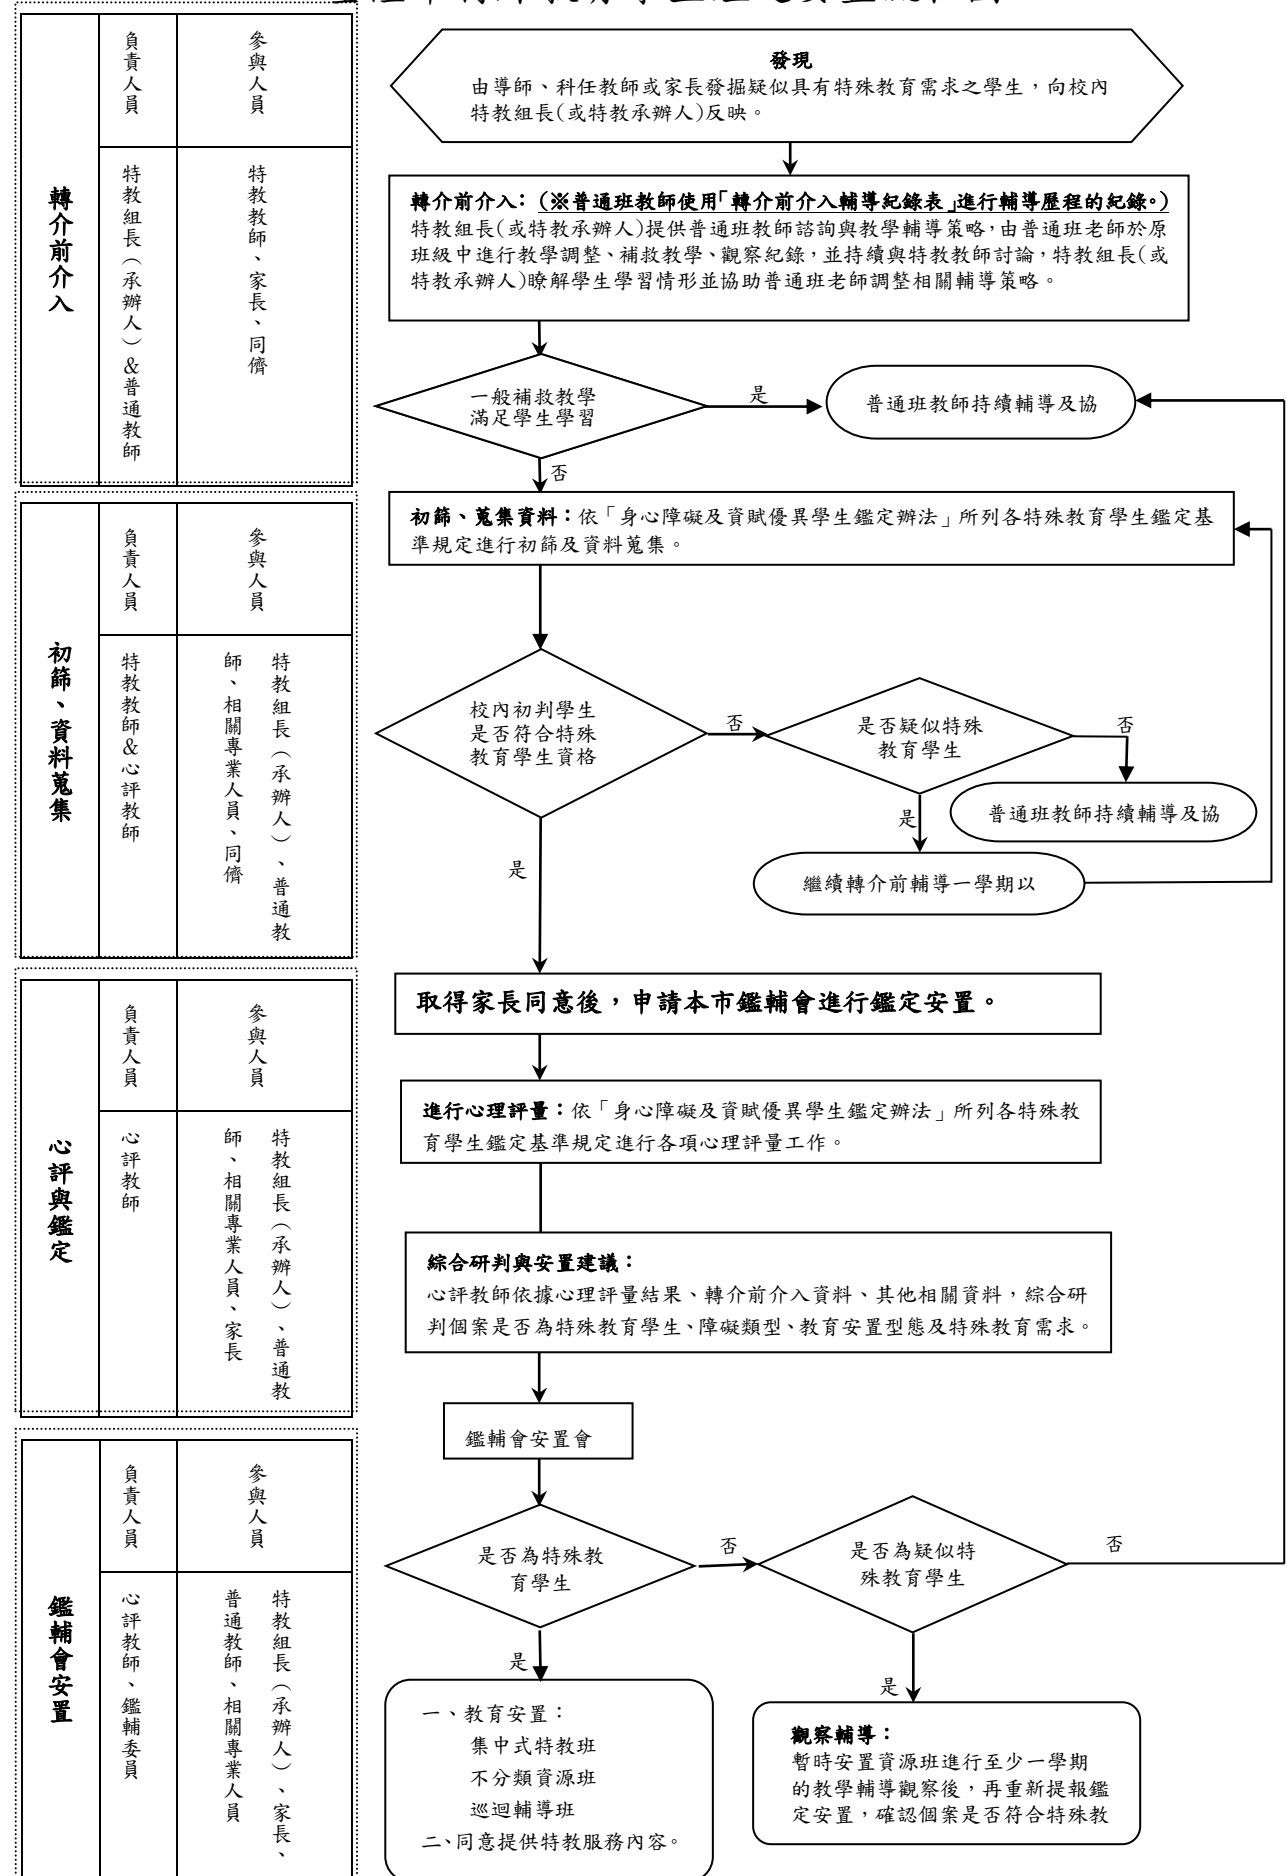 轉介前介入
負責人員
參與人員
特教組長（承辦人）&普通教師
特教教師、家長、同儕
發現
由導師、科任教師或家長發掘疑似具有特殊教育需求之學生，向校內
特教組長(或特教承辦人)反映。
轉介前介入：(※普通班教師使用「轉介前介入輔導紀錄表」進行輔導歷程的紀錄。)
特教組長(或特教承辦人)提供普通班教師諮詢與教學輔導策略，由普通班老師於原
班級中進行教學調整、補救教學、觀察紀錄，並持續與特教教師討論，特教組長(或
特教承辦人)瞭解學生學習情形並協助普通班老師調整相關輔導策略。
一般補救教學
滿足學生學習
是
普通班教師持續輔導及協
否
初篩、資料蒐集
負責人員
參與人員
特教教師&心評教師
特教組長（承辦人）、普通教
師、相關專業人員、同儕
初篩、蒐集資料：依「身心障礙及資賦優異學生鑑定辦法」所列各特殊教育學生鑑定基
準規定進行初篩及資料蒐集。
校內初判學生
是否符合特殊
教育學生資格
否
是否疑似特殊
教育學生
否
普通班教師持續輔導及協
是
繼續轉介前輔導一學期以
是
心評與鑑定
負責人員
參與人員
心評教師
特教組長（承辦人）、普通教
師、相關專業人員、家長
取得家長同意後，申請本市鑑輔會進行鑑定安置。
進行心理評量：依「身心障礙及資賦優異學生鑑定辦法」所列各特殊教
育學生鑑定基準規定進行各項心理評量工作。
綜合研判與安置建議：
心評教師依據心理評量結果、轉介前介入資料、其他相關資料，綜合研
判個案是否為特殊教育學生、障礙類型、教育安置型態及特殊教育需求。
鑑輔會安置會
鑑輔會安置
負責人員
參與人員
心評教師、鑑輔委員
特教組長（承辦人）、家長、
普通教師、相關專業人員
是否為特殊教
育學生
否
是否為疑似特
殊教育學生
否
是
一、教育安置：
集中式特教班
不分類資源班
巡迴輔導班
二、同意提供特教服務內容。
是
觀察輔導：
暫時安置資源班進行至少一學期
的教學輔導觀察後，再重新提報鑑
定安置，確認個案是否符合特殊教